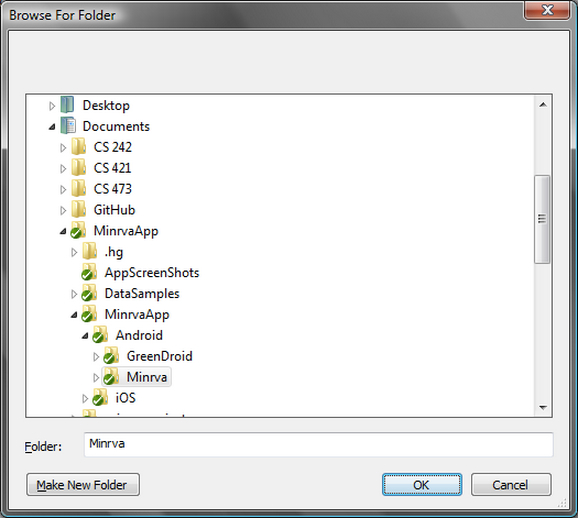 Browse For Folder
Desktop
Documents
CS 242
CS 421
CS 473
GitHub
MinrvaApp
.hg
AppScreenShots
DataSamples
MinrvaApp
Android
GreenDroid
Minrva
iOS
Folder: Minrva
Make New Folder OK Cancel